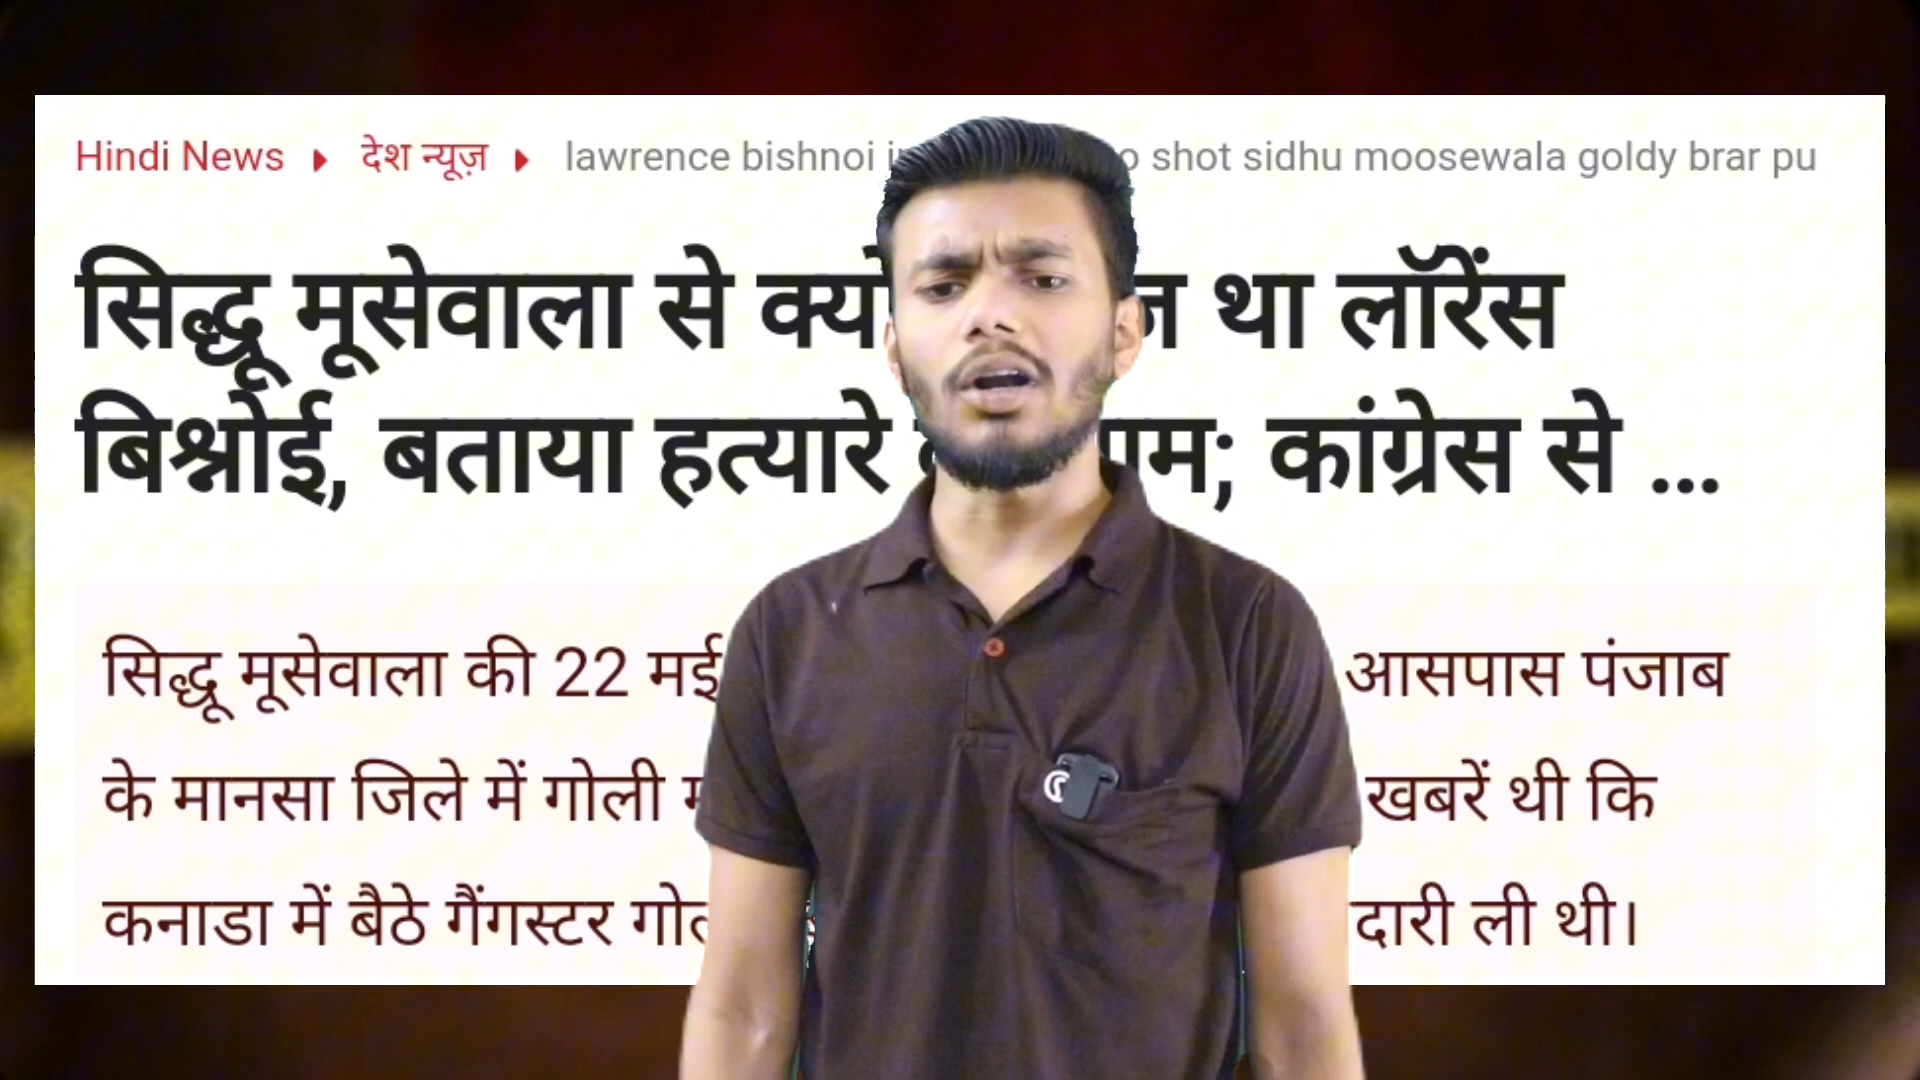 Hindi News देश न्यूज़ lawrence bishnoi shot sidhu moosewala goldy brar pu
सिद्धू मूसेवाला से था लॉरेंस
बिश्नोई, बताया हत्यारे कांग्रेस से ...
सिद्धू मूसेवाला की 22 मई आसपास पंजाब
के मानसा जिले में गोली खबरें थी कि
कनाडा में बैठे गैंगस्टर ली थी।